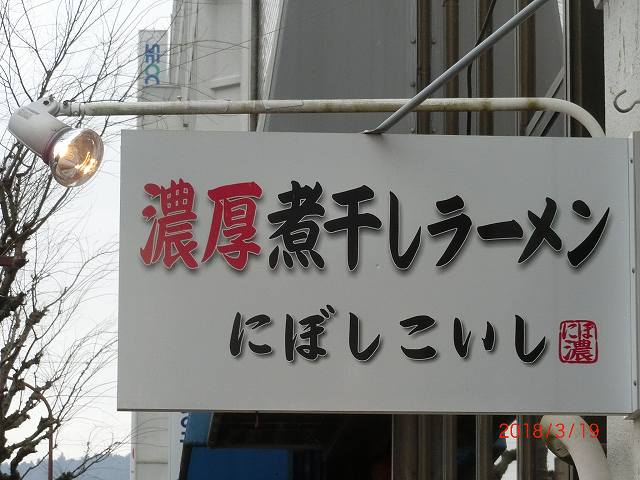 濃厚煮干しラーメン
にぼしこいし
にぼ
濃
2018/3/19